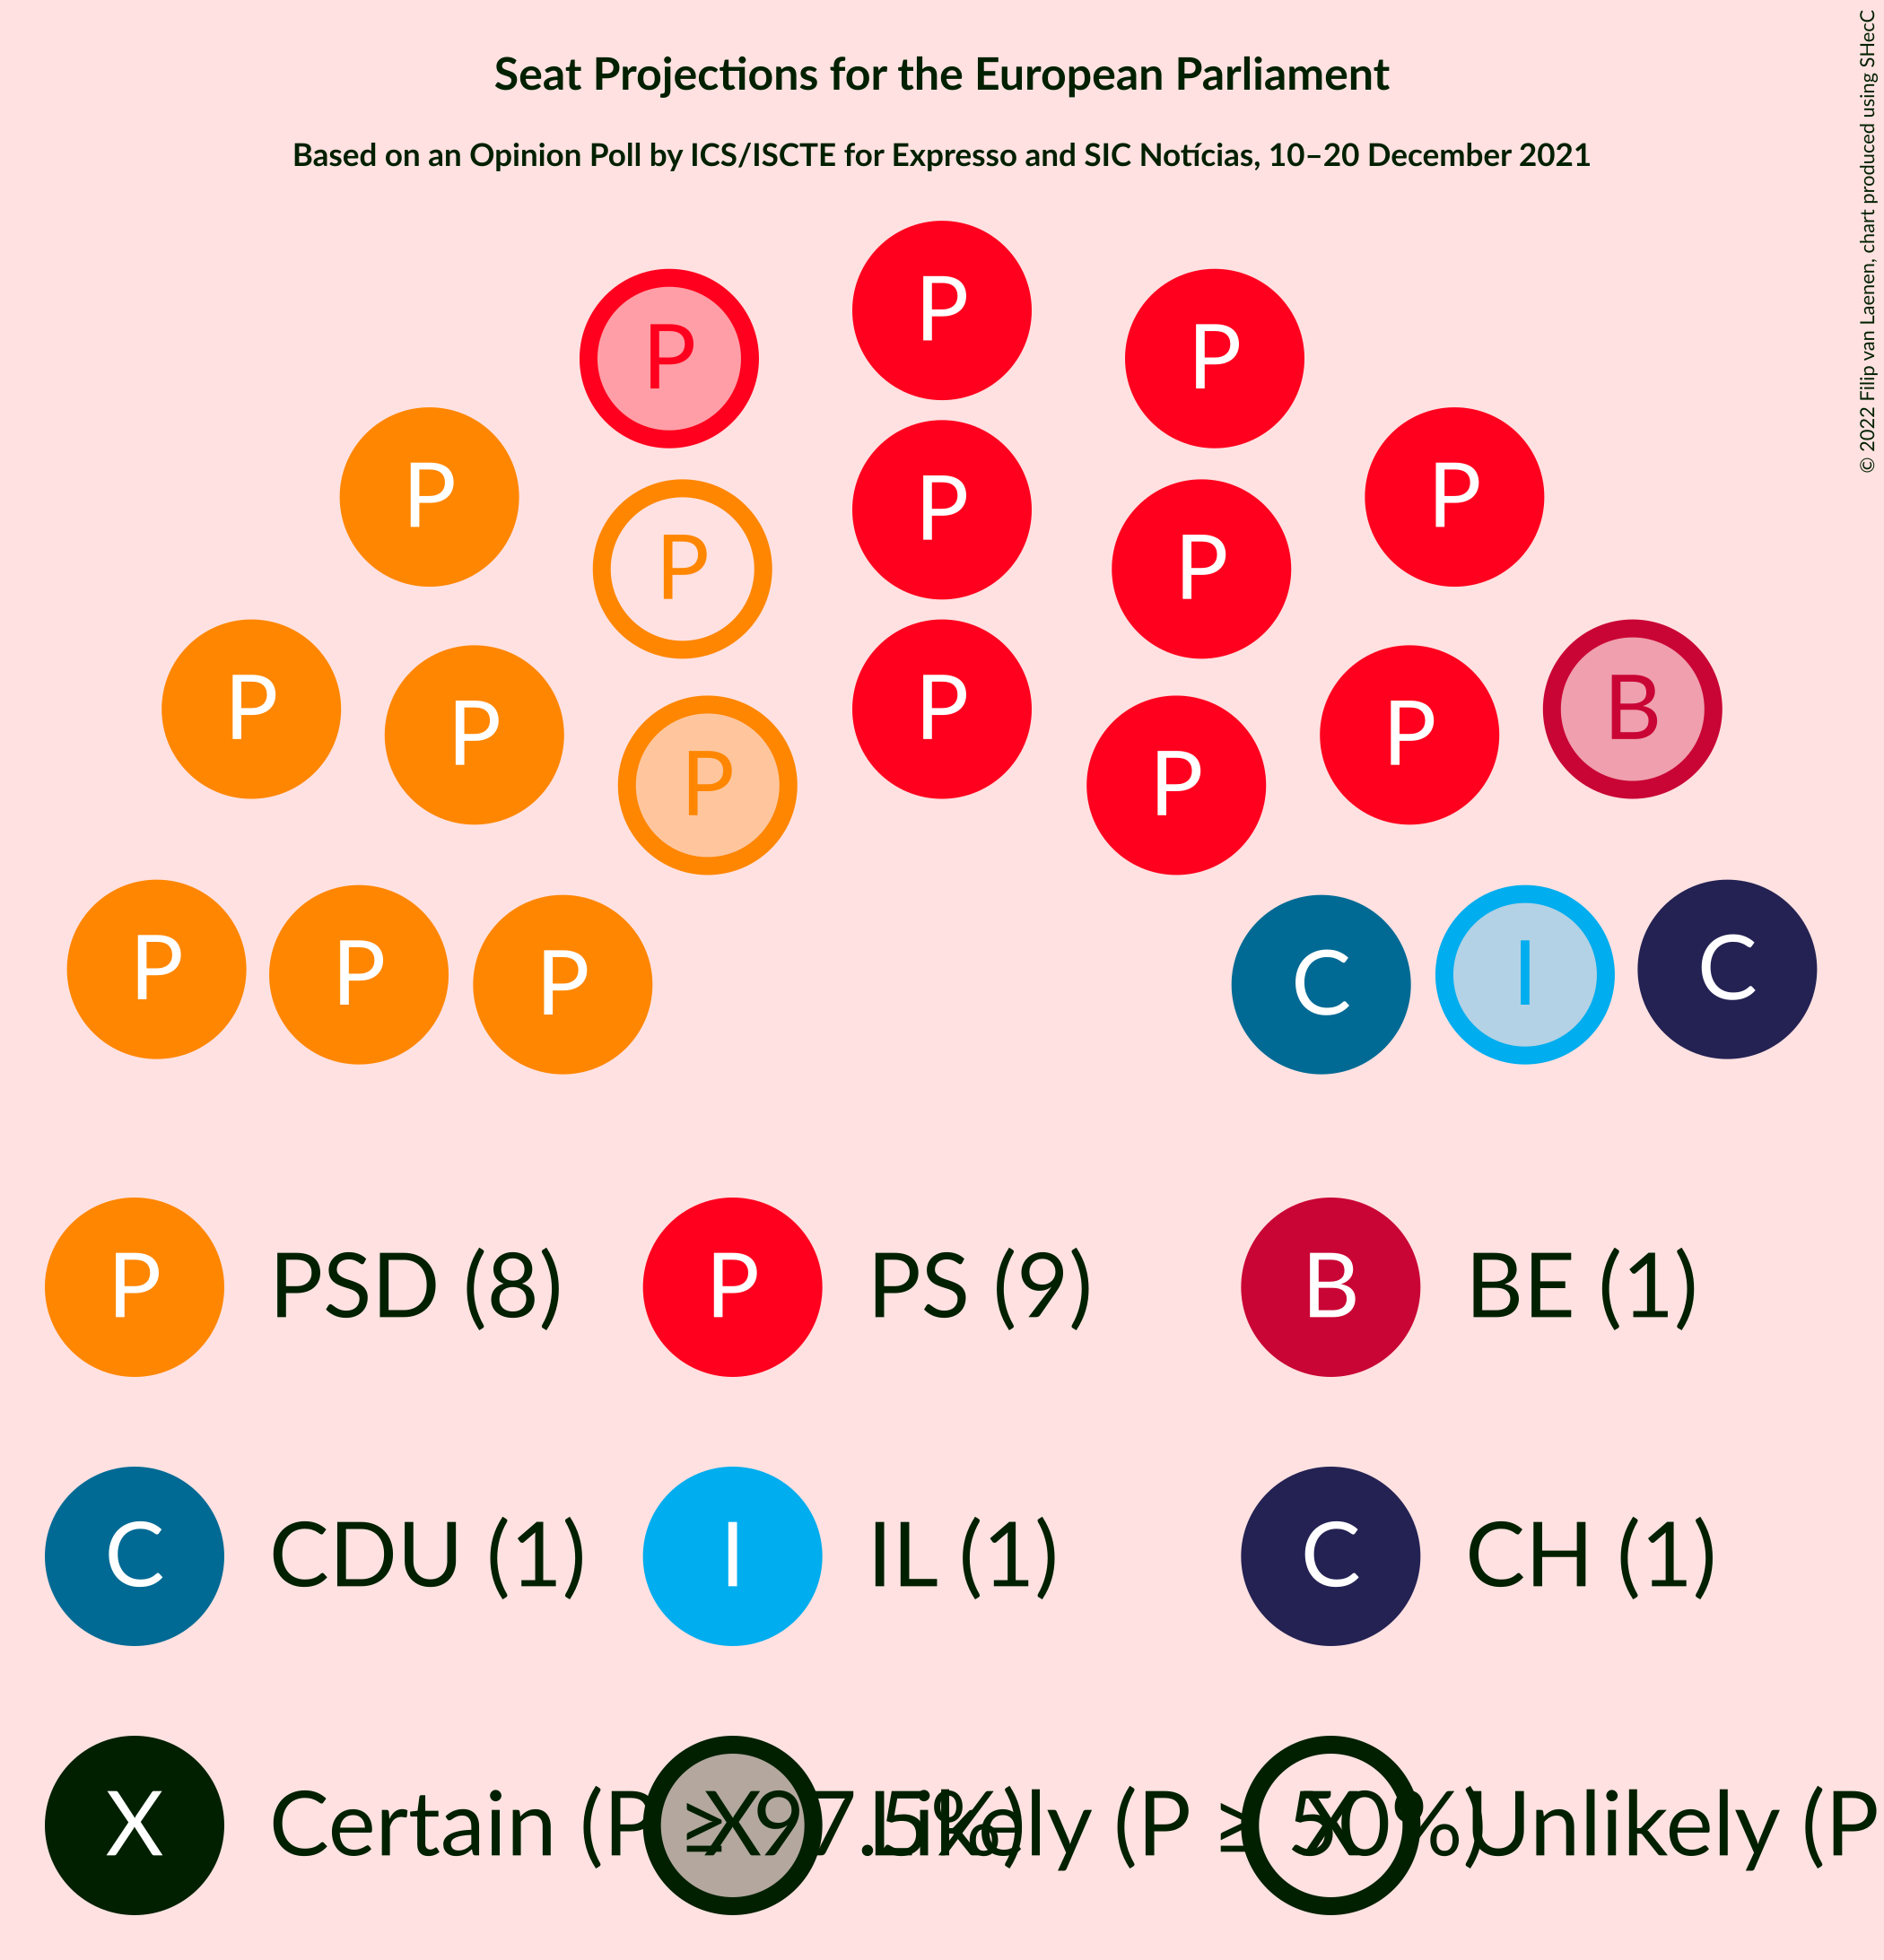 Seat Projections for the European Parliament
Based on an Opinion Poll by ICS/ISCTE for Expresso and SIC Notícias, 10–20 December 2021
© 2022 Filip van Laenen, chart produced using SHecC
P
P P
P P
P P P
P P B
P P P
P P
P P P C I C
P PSD (8) P PS (9) B BE (1)
C CDU (1) I IL (1) C CH (1)
X Certain (P ≥ 97.5%) X Likely (P ≥ 50%) X Unlikely (P